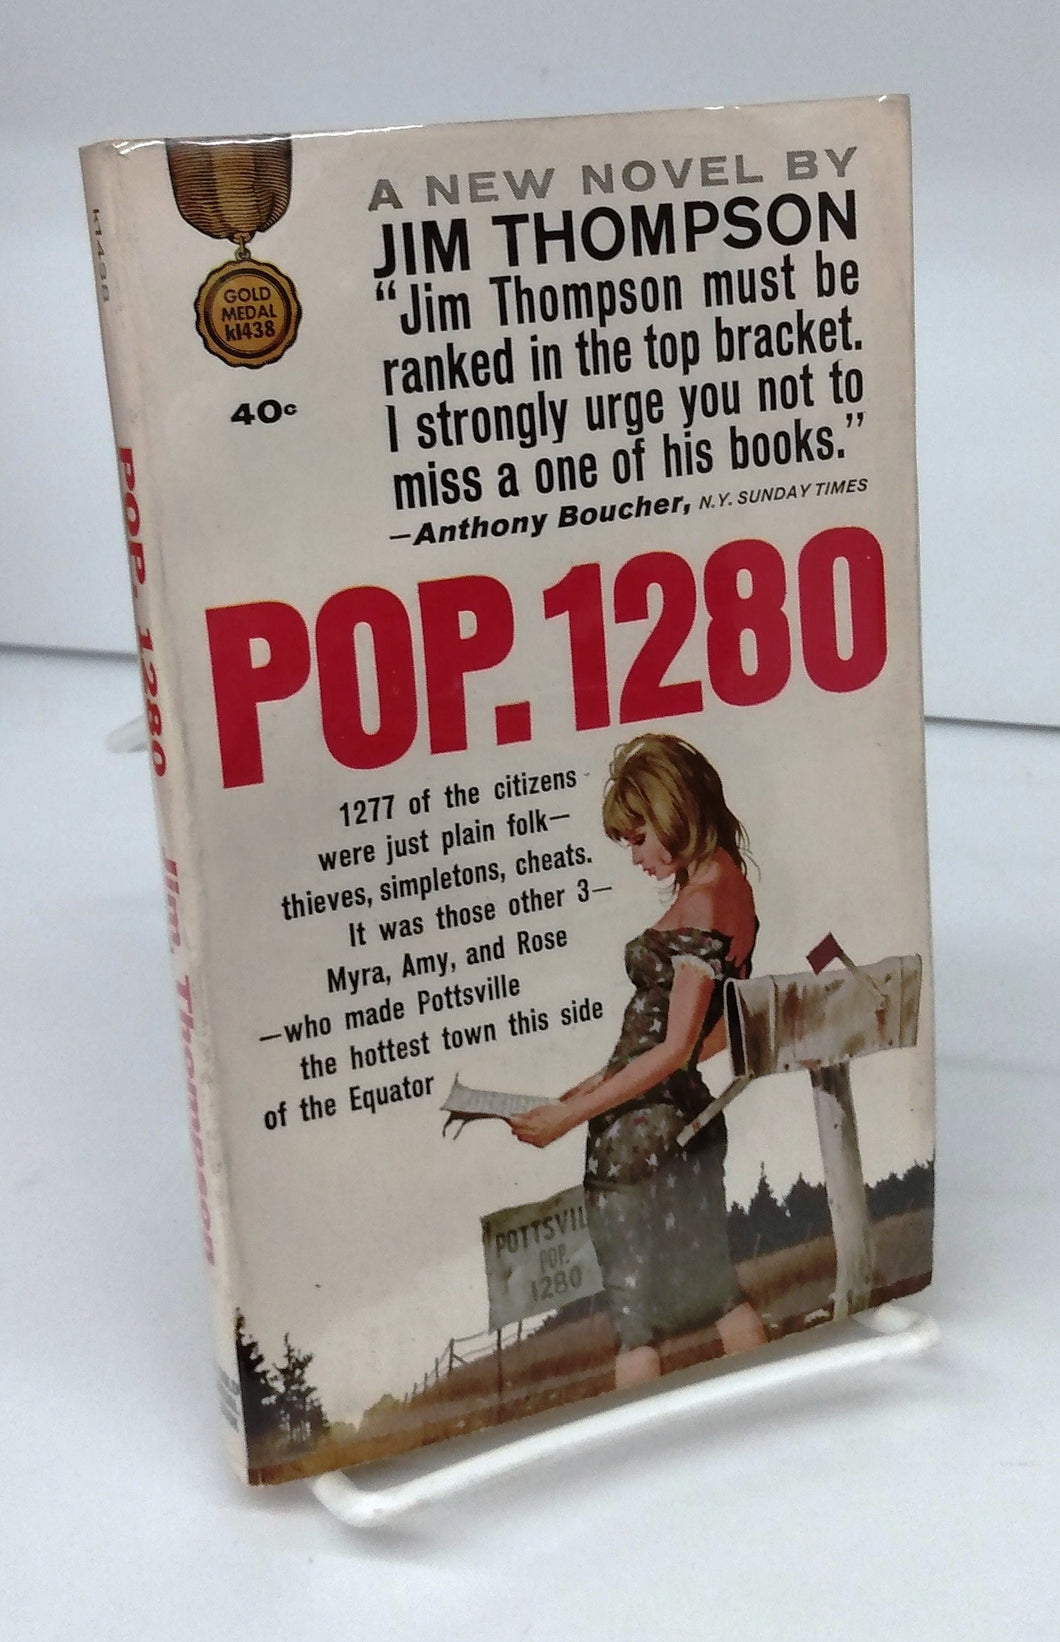 A NEW NOVEL BY
JIM THOMPSON
“Jim Thompson must be
ranked in the top bracket.
I strongly urge you not to
miss a one of his books.”
—Anthony Boucher, N.Y. SUNDAY TIMES
GOLD
MEDAL
k1438
40c
POP. 1280
1277 of the citizens
were just plain folk—
thieves, simpletons, cheats.
It was those other 3—
Myra, Amy, and Rose
—who made Pottsville
the hottest town this side
of the Equator
POTTSVIL
POP.
1280
k1438
POP. 1280 Jim Thompson